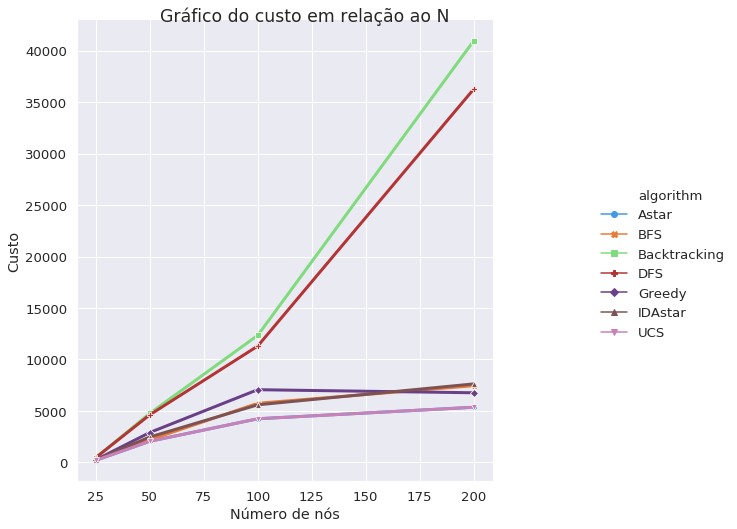 Gráfico do custo em relação ao N
40000
35000
30000
25000
20000
15000
10000
5000
0
Custo
25 50 75 100 125 150 175 200
Número de nós
algorithm
Astar
BFS
Backtracking
DFS
Greedy
IDAstar
UCS